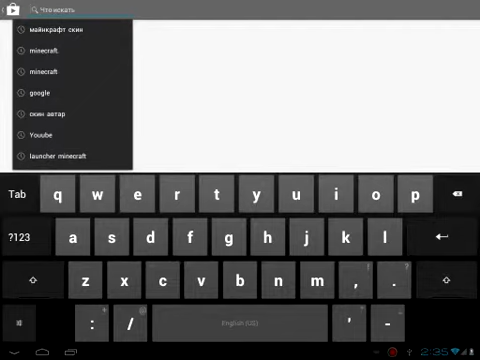 Что искать
майнкрафт скин
minecraft.
minecraft
google
скин автар
Youube
launcher minecraft
Tab q w e r t y u i o p
?123 a s d f g h j k l
z x c v b n m , ! . ?
: / @ English (US) ' -
2:35